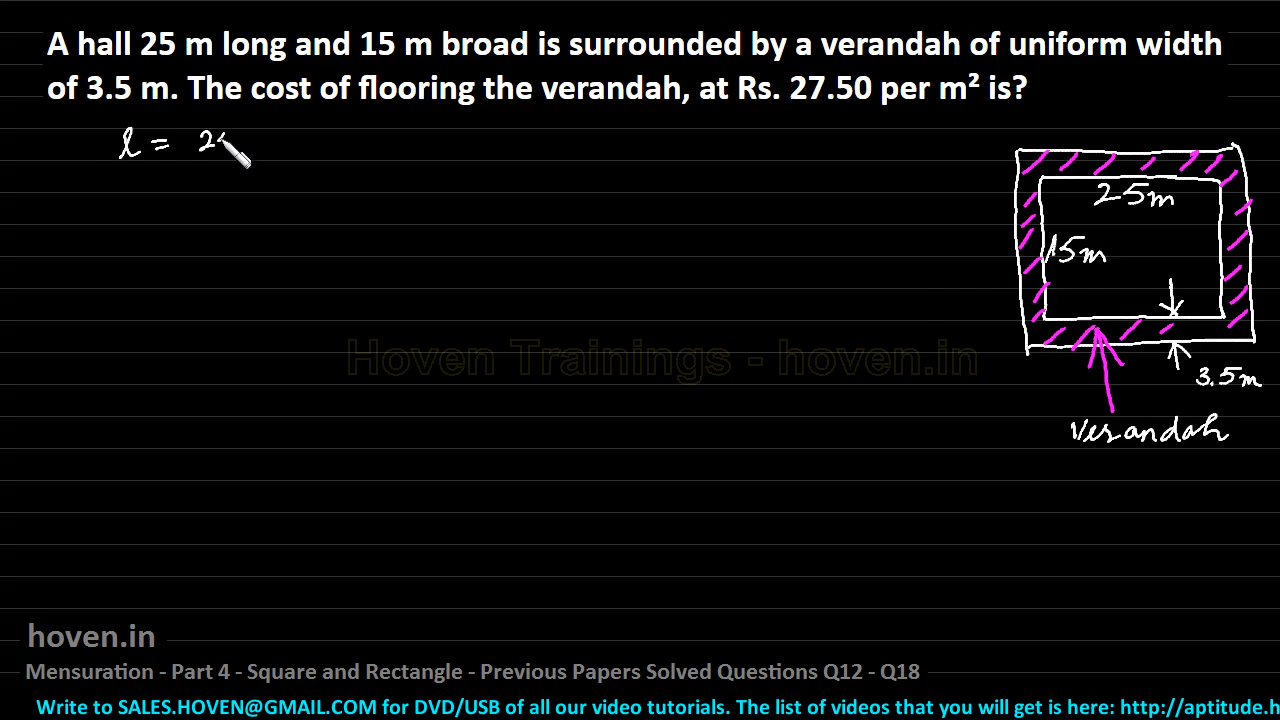 A hall 25 m long and 15 m broad is surrounded by a verandah of uniform width
of 3.5 m. The cost of flooring the verandah, at Rs. 27.50 per m² is?
l = 2
25m
15m
Hoven Trainings - hoven.in
3.5m
Verandah
hoven.in
Mensuration - Part 4 - Square and Rectangle - Previous Papers Solved Questions Q12 - Q18
Write to SALES.HOVEN@GMAIL.COM for DVD/USB of all our video tutorials. The list of videos that you will get is here: http://aptitude.h